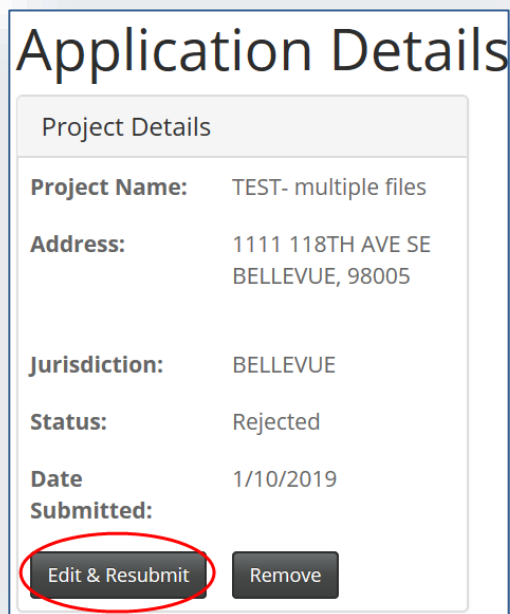 Application Details
Project Details
Project Name: TEST- multiple files
Address: 1111 118TH AVE SE
BELLEVUE, 98005
Jurisdiction: BELLEVUE
Status: Rejected
Date 1/10/2019
Submitted:
Edit & Resubmit Remove